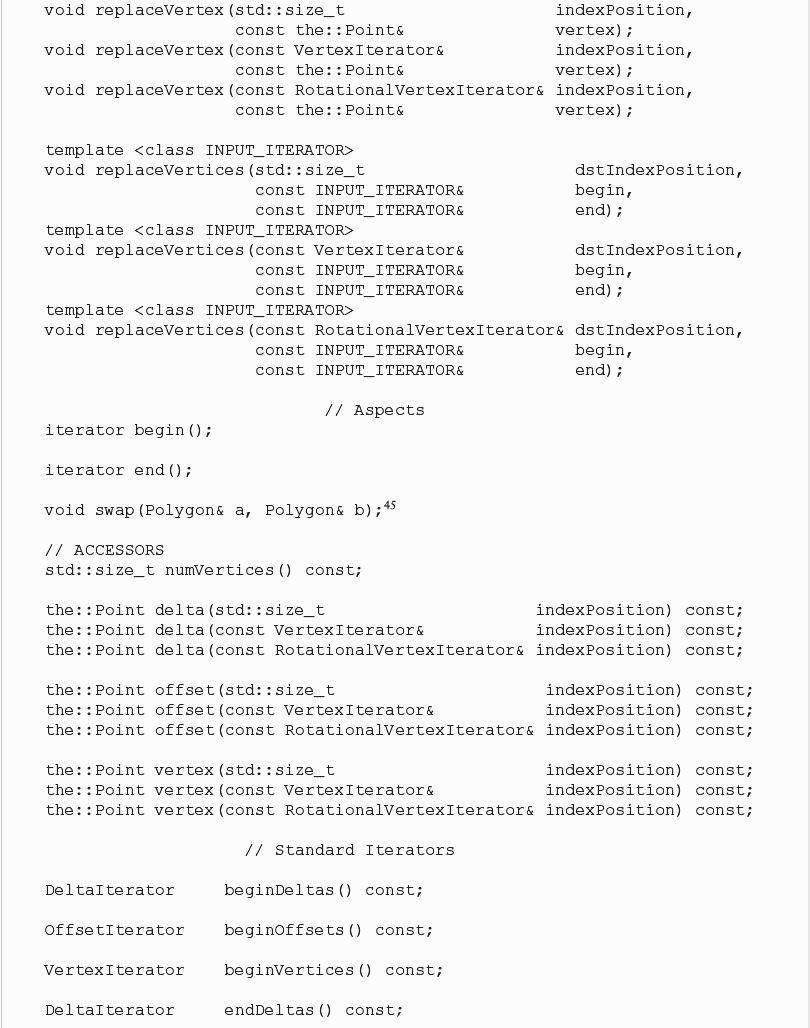 void replaceVertex(std::size_t                     indexPosition,
                   const the::Point&               vertex);
void replaceVertex(const VertexIterator&           indexPosition,
                   const the::Point&               vertex);
void replaceVertex(const RotationalVertexIterator& indexPosition,
                   const the::Point&               vertex);

template <class INPUT_ITERATOR>
void replaceVertices(std::size_t                     dstIndexPosition,
                     const INPUT_ITERATOR&           begin,
                     const INPUT_ITERATOR&           end);
template <class INPUT_ITERATOR>
void replaceVertices(const VertexIterator&           dstIndexPosition,
                     const INPUT_ITERATOR&           begin,
                     const INPUT_ITERATOR&           end);
template <class INPUT_ITERATOR>
void replaceVertices(const RotationalVertexIterator& dstIndexPosition,
                     const INPUT_ITERATOR&           begin,
                     const INPUT_ITERATOR&           end);

                            // Aspects
iterator begin();

iterator end();

void swap(Polygon& a, Polygon& b);45

// ACCESSORS
std::size_t numVertices() const;

the::Point delta(std::size_t                     indexPosition) const;
the::Point delta(const VertexIterator&           indexPosition) const;
the::Point delta(const RotationalVertexIterator& indexPosition) const;

the::Point offset(std::size_t                     indexPosition) const;
the::Point offset(const VertexIterator&           indexPosition) const;
the::Point offset(const RotationalVertexIterator& indexPosition) const;

the::Point vertex(std::size_t                     indexPosition) const;
the::Point vertex(const VertexIterator&           indexPosition) const;
the::Point vertex(const RotationalVertexIterator& indexPosition) const;

                    // Standard Iterators

DeltaIterator     beginDeltas() const;

OffsetIterator    beginOffsets() const;

VertexIterator    beginVertices() const;

DeltaIterator     endDeltas() const;